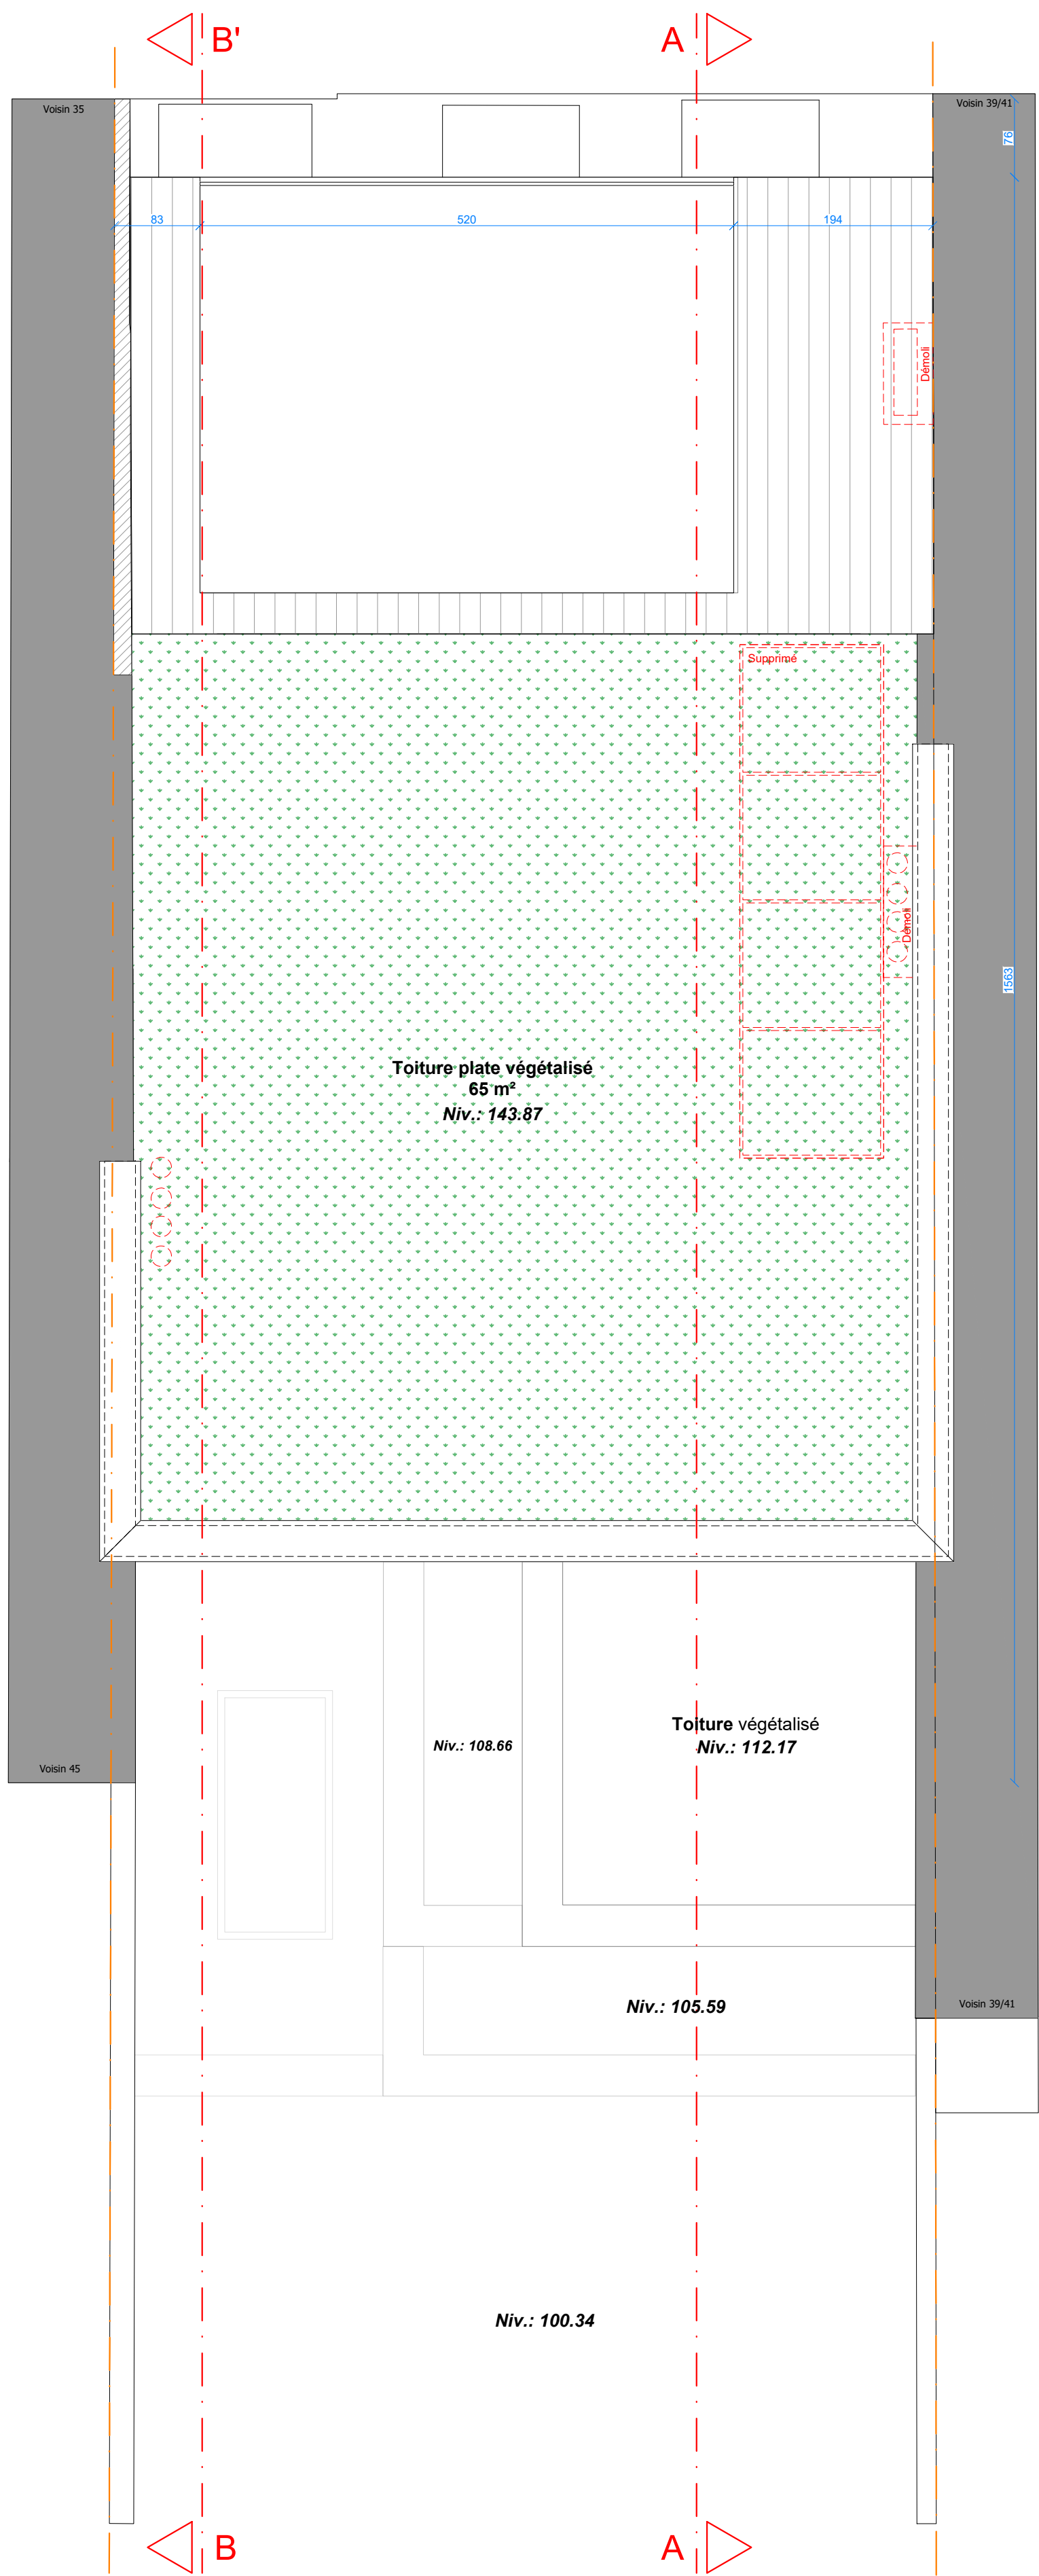 B'
A
Voisin 35
Voisin 39/41
76
83
520
194
Démoli
Supprimé
Démoli
1563
Toiture plate végétalisé
65 m²
Niv.: 143.87
Toiture végétalisé
Niv.: 112.17
Niv.: 108.66
Voisin 45
Niv.: 105.59
Voisin 39/41
Niv.: 100.34
B
A